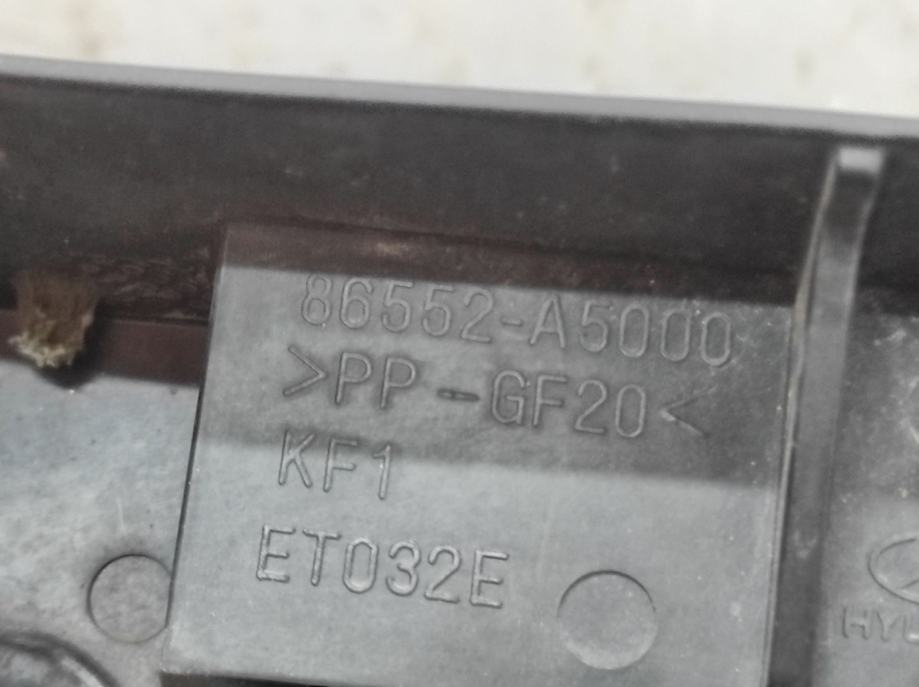 86552-A5000
>PP-GF20<
KF1
ET032E